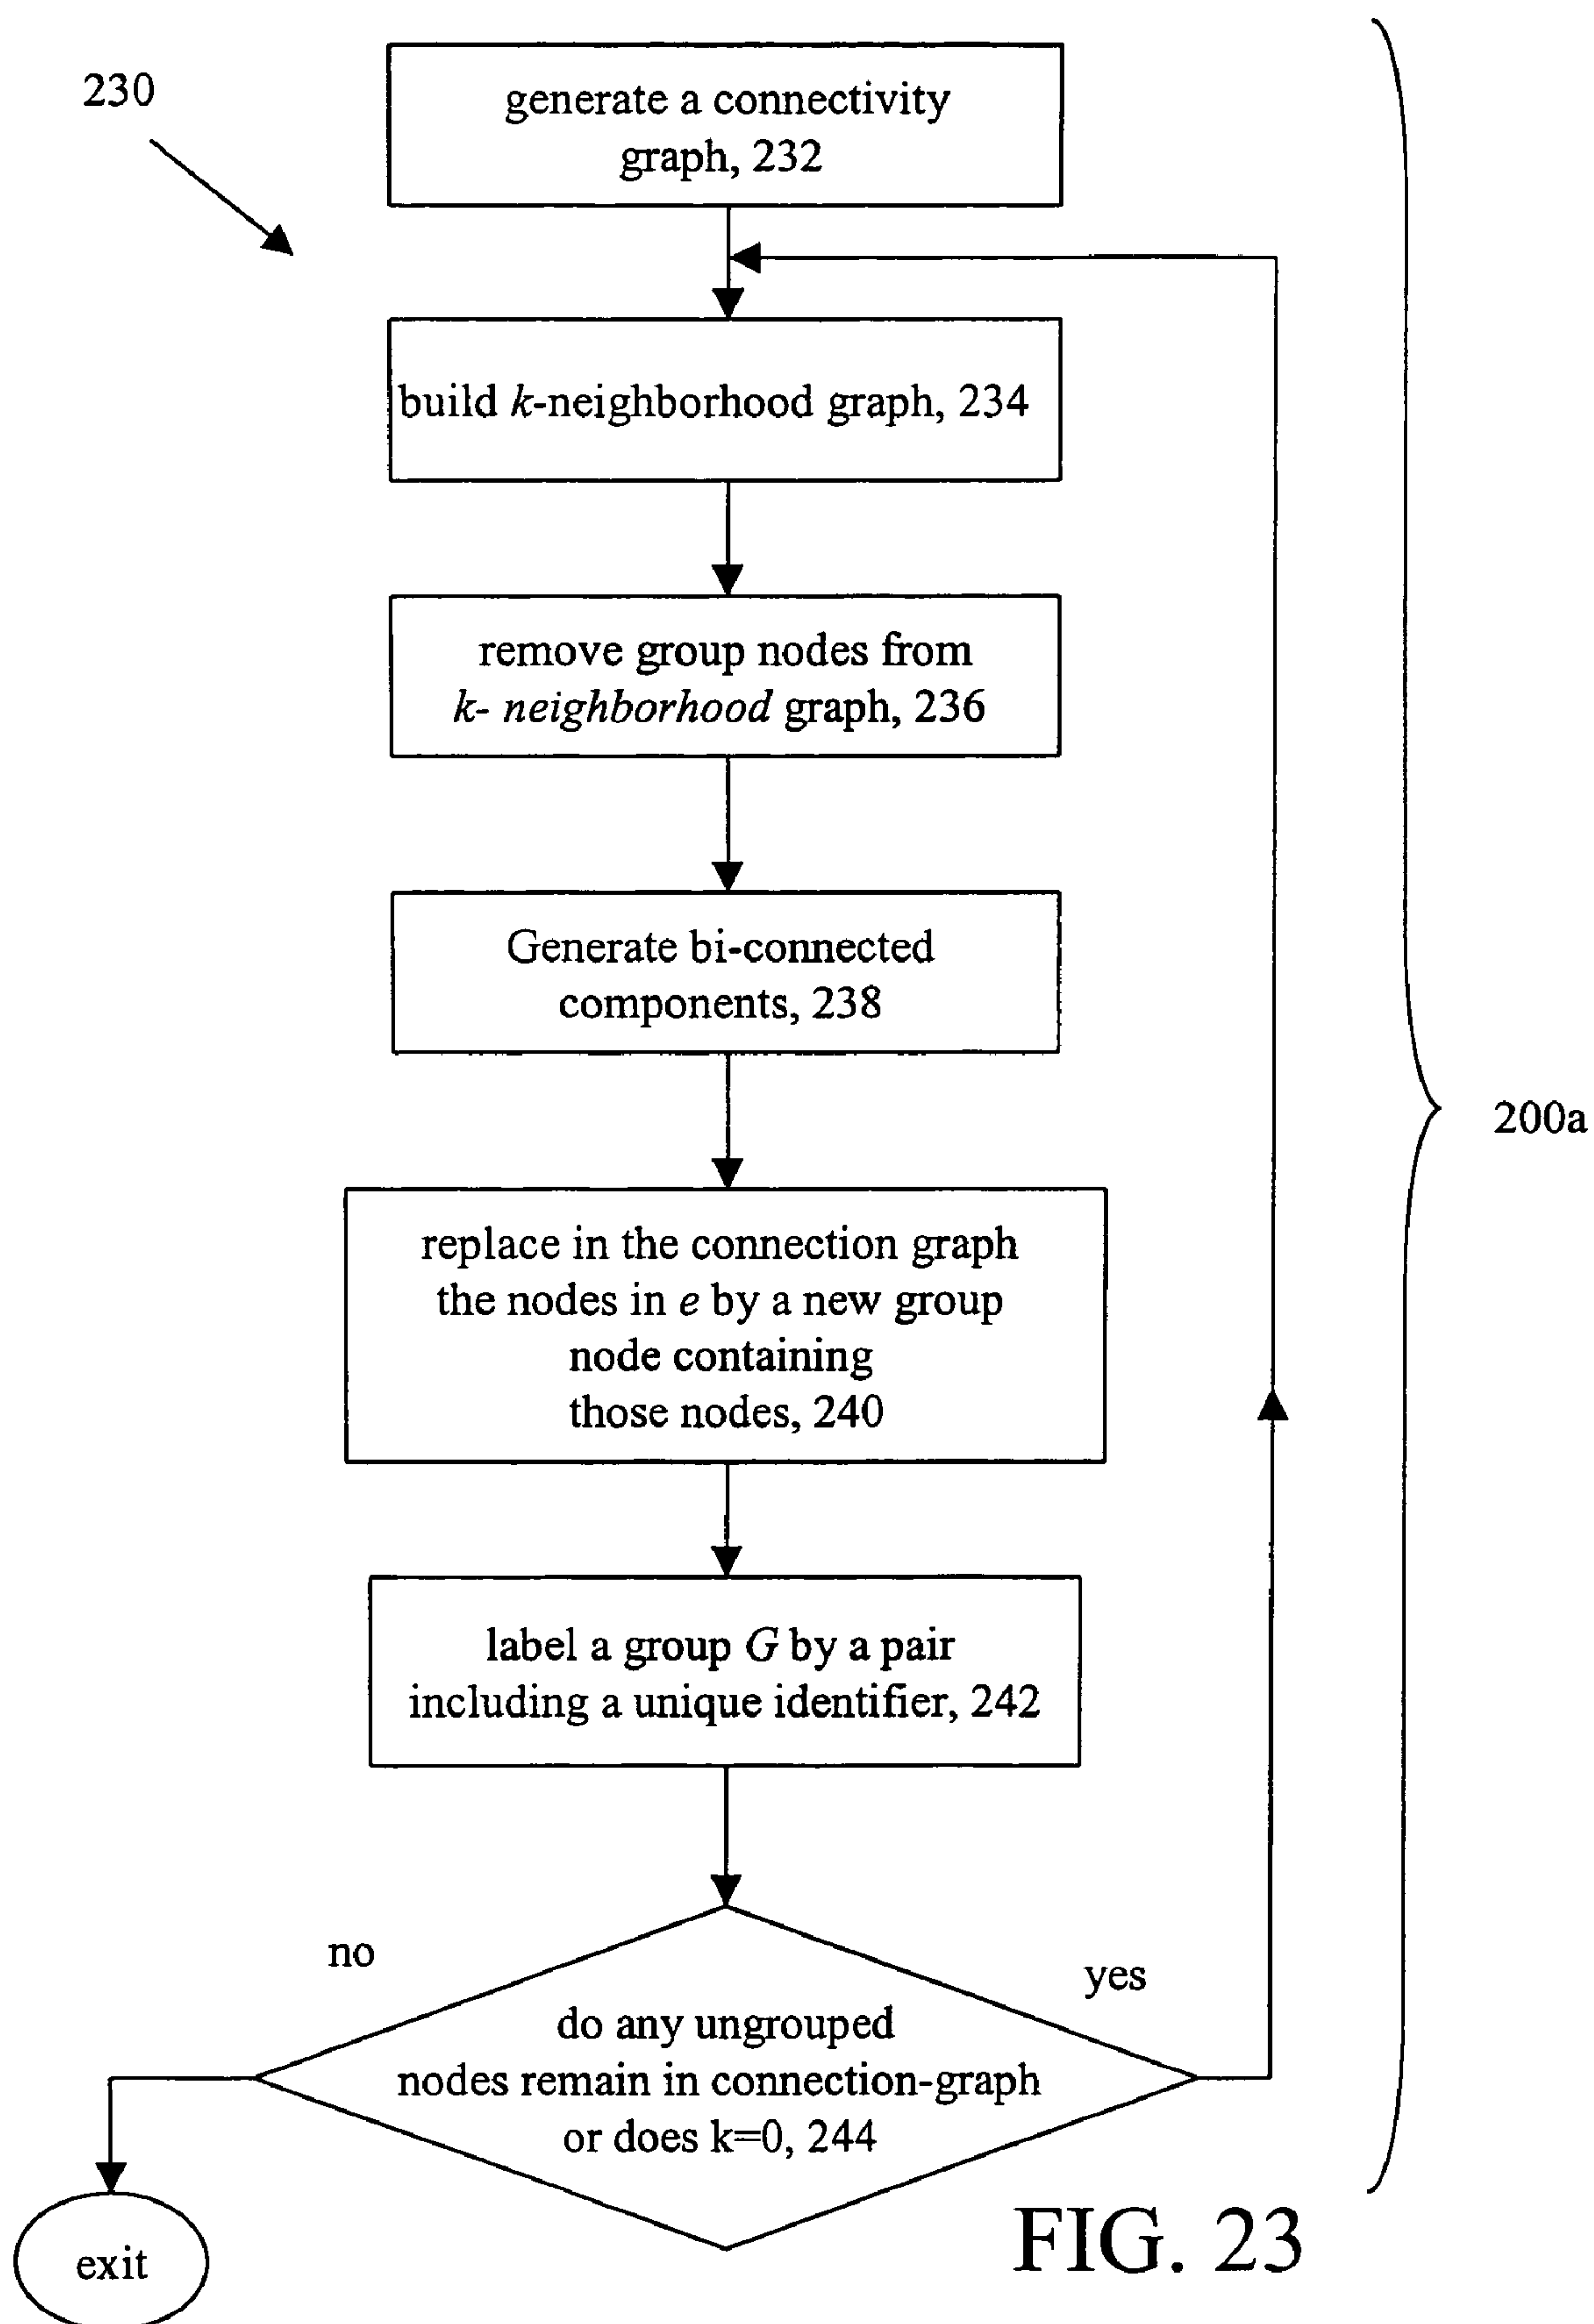 230
generate a connectivity
graph, 232
build k-neighborhood graph, 234
remove group nodes from
k- neighborhood graph, 236
Generate bi-connected
components, 238
200a
replace in the connection graph
the nodes in e by a new group
node containing
those nodes, 240
label a group G by a pair
including a unique identifier, 242
no
yes
do any ungrouped
nodes remain in connection-graph
or does k=0, 244
exit
FIG. 23